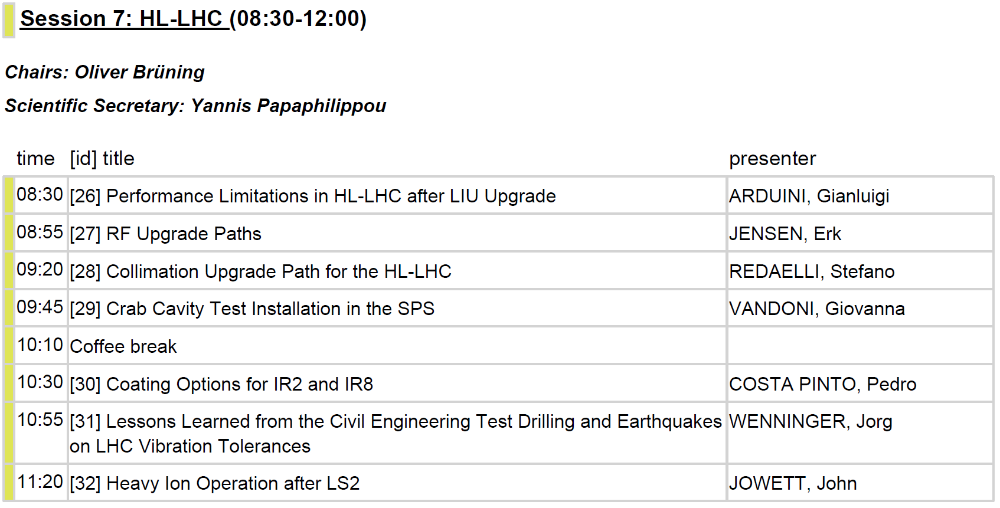 Session 7: HL-LHC (08:30-12:00)
Chairs: Oliver Brüning
Scientific Secretary: Yannis Papaphilippou
time [id] title presenter
08:30 [26] Performance Limitations in HL-LHC after LIU Upgrade ARDUINI, Gianluigi
08:55 [27] RF Upgrade Paths JENSEN, Erk
09:20 [28] Collimation Upgrade Path for the HL-LHC REDAELLI, Stefano
09:45 [29] Crab Cavity Test Installation in the SPS VANDONI, Giovanna
10:10 Coffee break
10:30 [30] Coating Options for IR2 and IR8 COSTA PINTO, Pedro
10:55 [31] Lessons Learned from the Civil Engineering Test Drilling and Earthquakes WENNINGER, Jorg
on LHC Vibration Tolerances
11:20 [32] Heavy Ion Operation after LS2 JOWETT, John